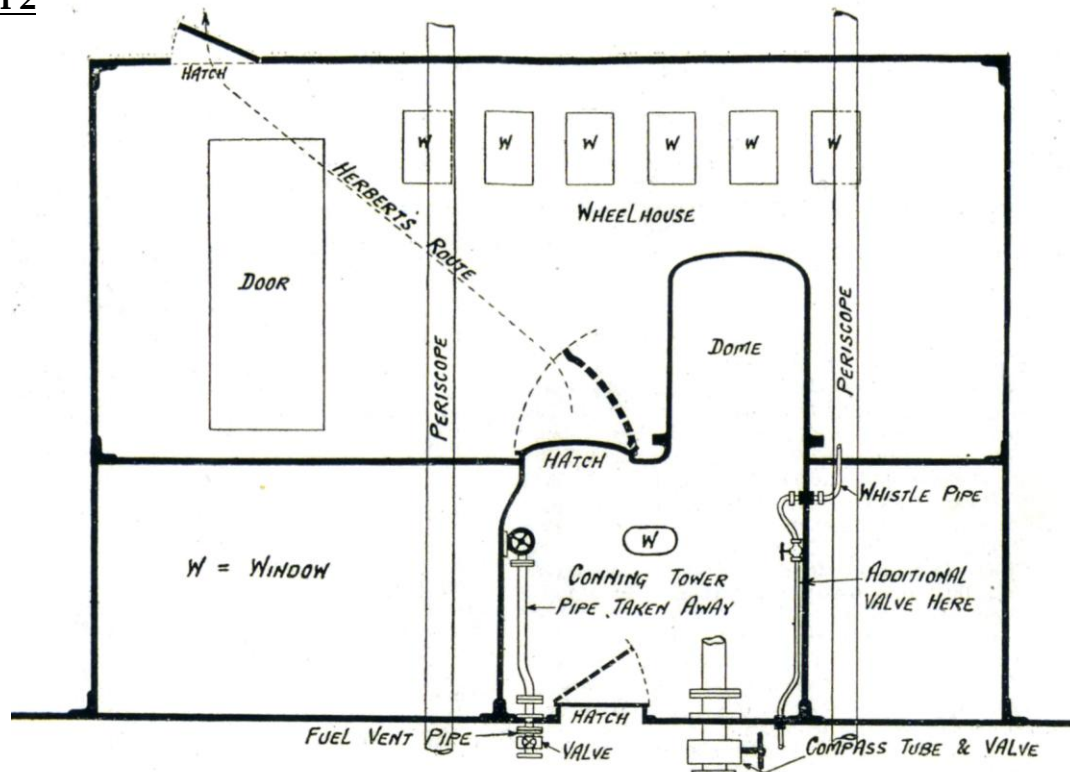 HATCH
W W W W W W
WHEELHOUSE
HERBERT'S ROUTE
DOOR
PERISCOPE
DOME
PERISCOPE
HATCH
WHISTLE PIPE
W
W = WINDOW
CONNING TOWER
PIPE TAKEN AWAY
ADDITIONAL
VALVE HERE
HATCH
FUEL VENT PIPE
VALVE
COMPASS TUBE & VALVE